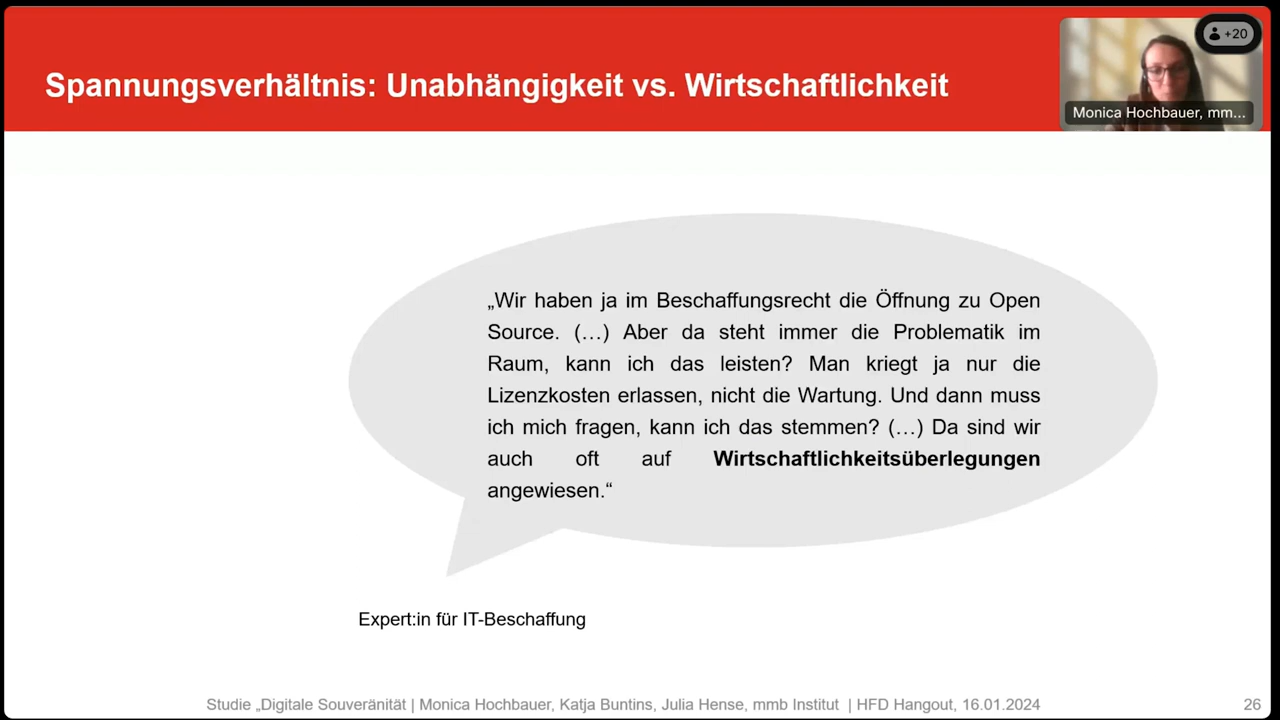 Spannungsverhältnis: Unabhängigkeit vs. Wirtschaftlichkeit
+20
Monica Hochbauer, mm...
„Wir haben ja im Beschaffungsrecht die Öffnung zu Open
Source. (…) Aber da steht immer die Problematik im
Raum, kann ich das leisten? Man kriegt ja nur die
Lizenzkosten erlassen, nicht die Wartung. Und dann muss
ich mich fragen, kann ich das stemmen? (…) Da sind wir
auch oft auf Wirtschaftlichkeitsüberlegungen
angewiesen.“
Expert:in für IT-Beschaffung
Studie „Digitale Souveränität | Monica Hochbauer, Katja Buntins, Julia Hense, mmb Institut | HFD Hangout, 16.01.2024
26